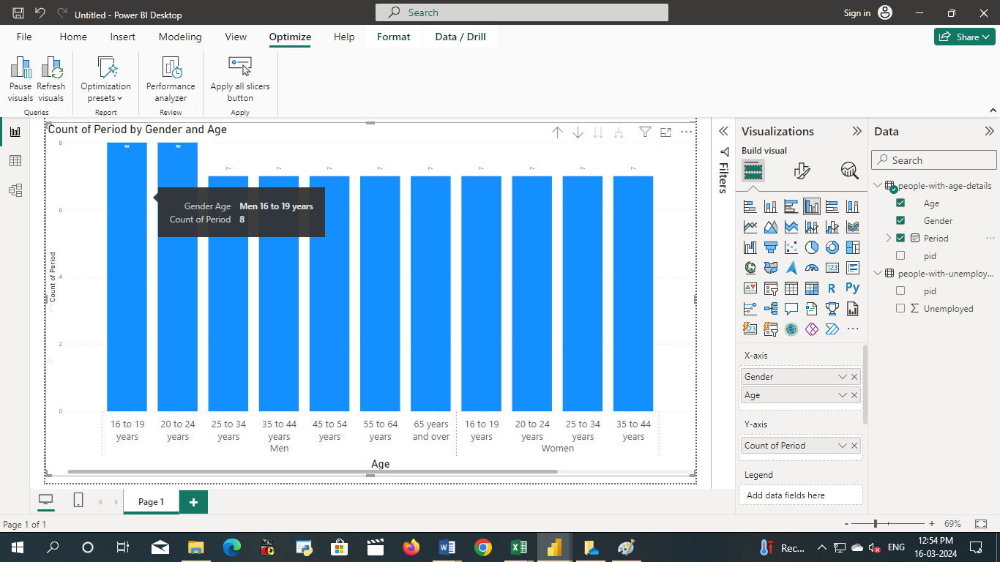 Untitled - Power BI Desktop
Search
Sign in
File Home Insert Modeling View Optimize Help Format Data / Drill
Share
Pause visuals
Refresh visuals
Optimization presets
Performance analyzer
Apply all slicers button
Queries
Report
Review
Apply
Count of Period by Gender and Age
8
6
4
2
0
Count of Period
8 8 7 7 7 7 7 7 7 7 7
Gender Age Men 16 to 19 years
Count of Period 8
16 to 19 years
20 to 24 years
25 to 34 years
35 to 44 years
45 to 54 years
55 to 64 years
65 years and over
16 to 19 years
20 to 24 years
25 to 34 years
35 to 44 years
Men
Women
Age
Filters
Visualizations
Build visual
123
R
Py
123
X-axis
Gender
Age
Y-axis
Count of Period
Legend
Add data fields here
Data
Search
people-with-age-details
Age
Gender
Period
pid
people-with-unemploy...
pid
Unemployed
Page 1
Page 1 of 1
- + 69%
Rec...
ENG
12:54 PM
16-03-2024